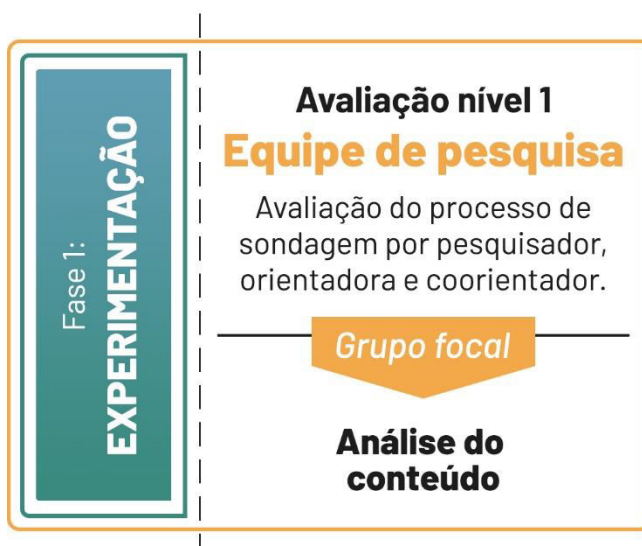 Fase 1:
EXPERIMENTAÇÃO
Avaliação nível 1
Equipe de pesquisa
Avaliação do processo de
sondagem por pesquisador,
orientadora e coorientador.
Grupo focal
Análise do
conteúdo